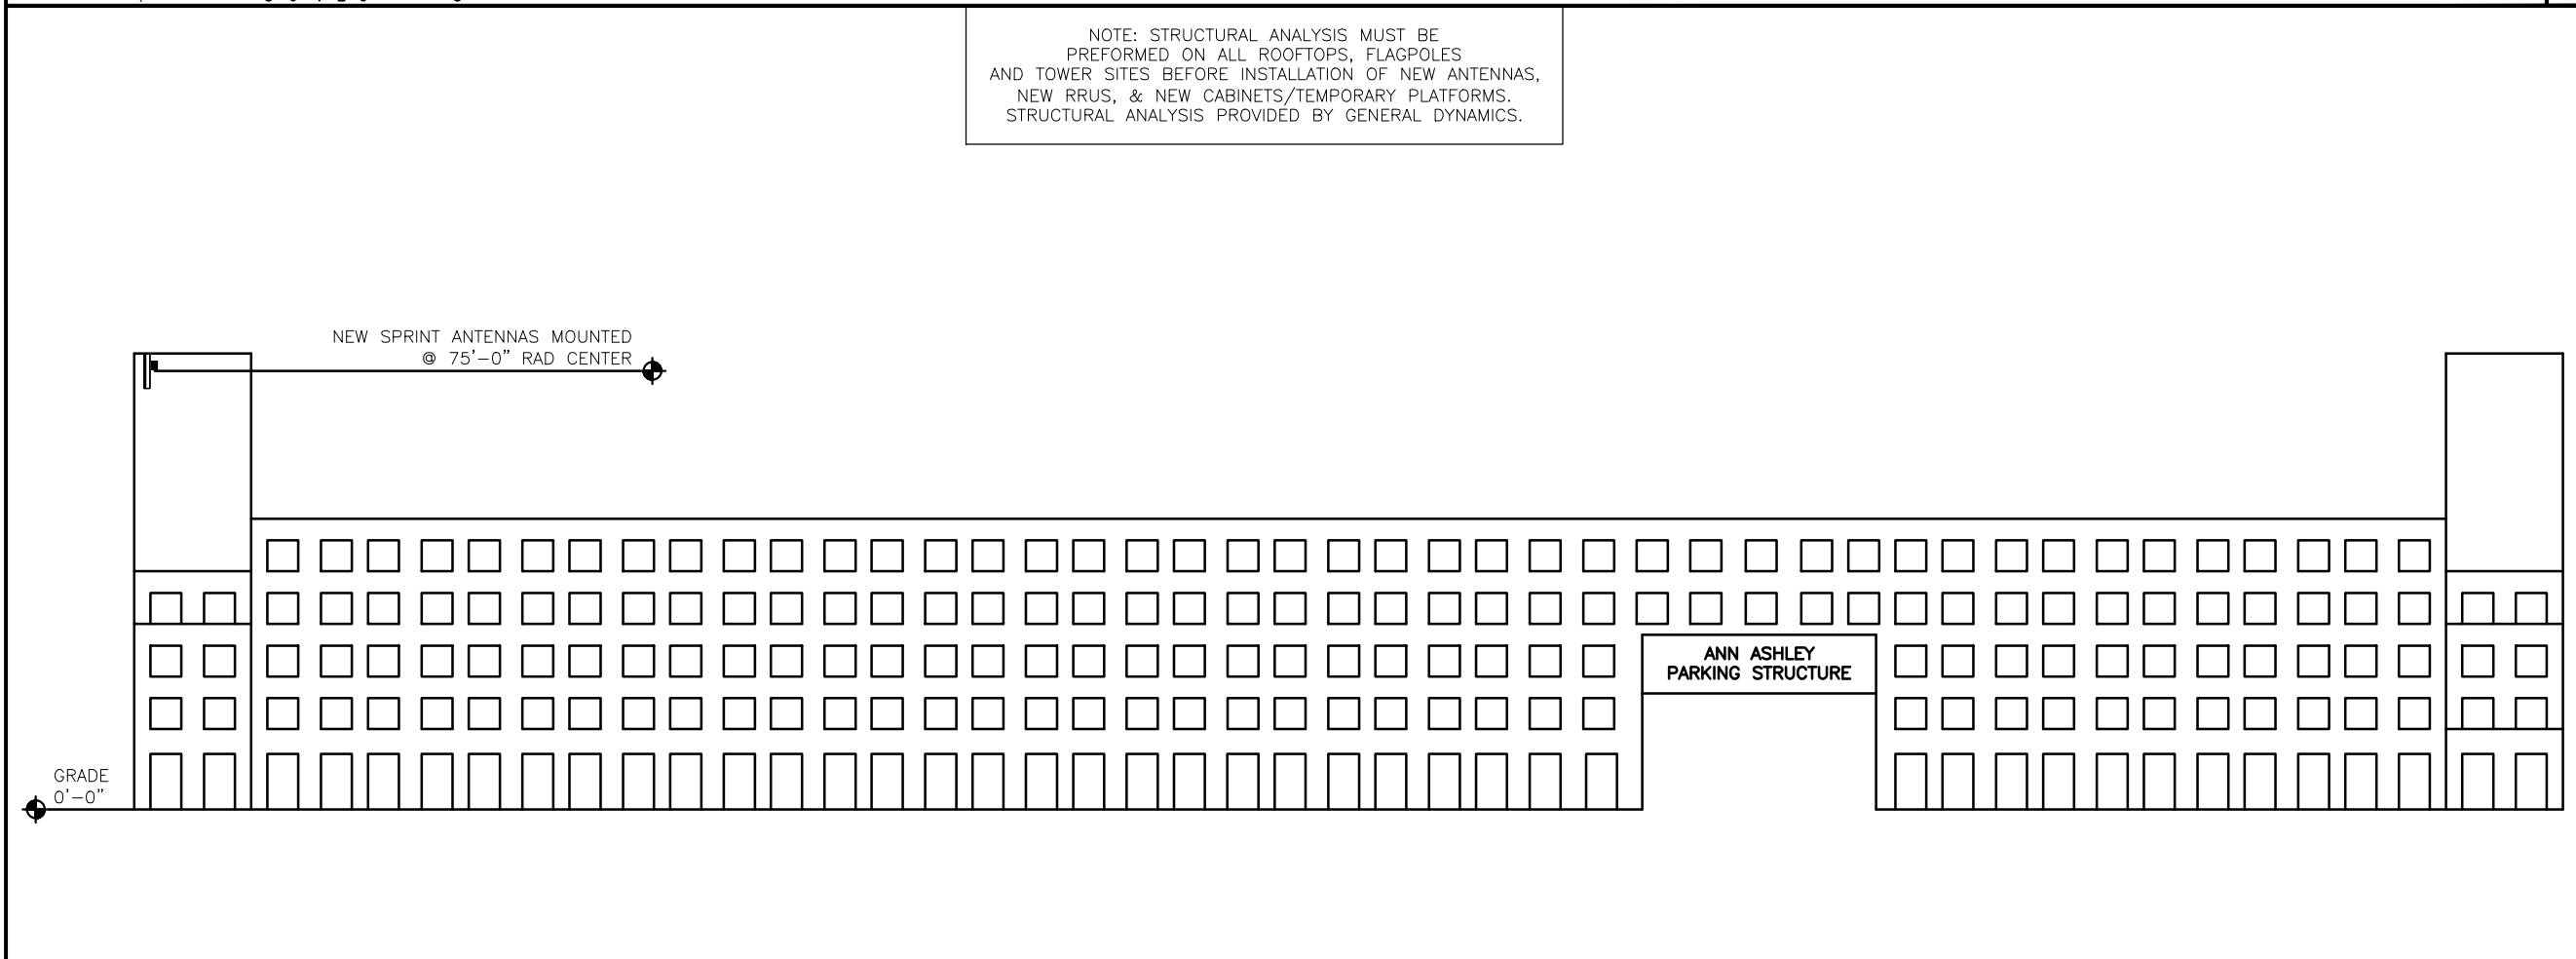 NOTE: STRUCTURAL ANALYSIS MUST BE
PREFORMED ON ALL ROOFTOPS, FLAGPOLES
AND TOWER SITES BEFORE INSTALLATION OF NEW ANTENNAS,
NEW RRUS, & NEW CABINETS/TEMPORARY PLATFORMS.
STRUCTURAL ANALYSIS PROVIDED BY GENERAL DYNAMICS.
NEW SPRINT ANTENNAS MOUNTED
@ 75'-0" RAD CENTER
ANN ASHLEY
PARKING STRUCTURE
GRADE
0'-0"